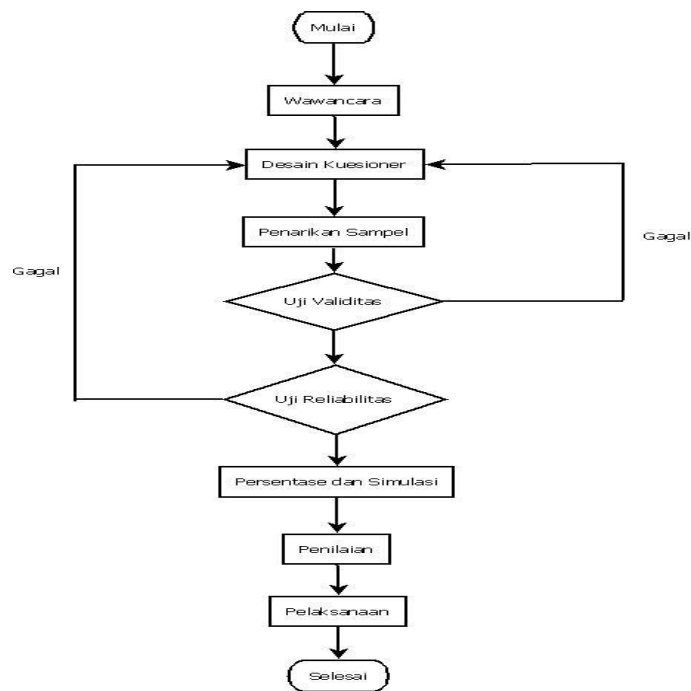 Mulai
Wawancara
Desain Kuesioner
Penarikan Sampel
Gagal
Gagal
Uji Validitas
Uji Reliabilitas
Persentase dan Simulasi
Penilaian
Pelaksanaan
Selesai